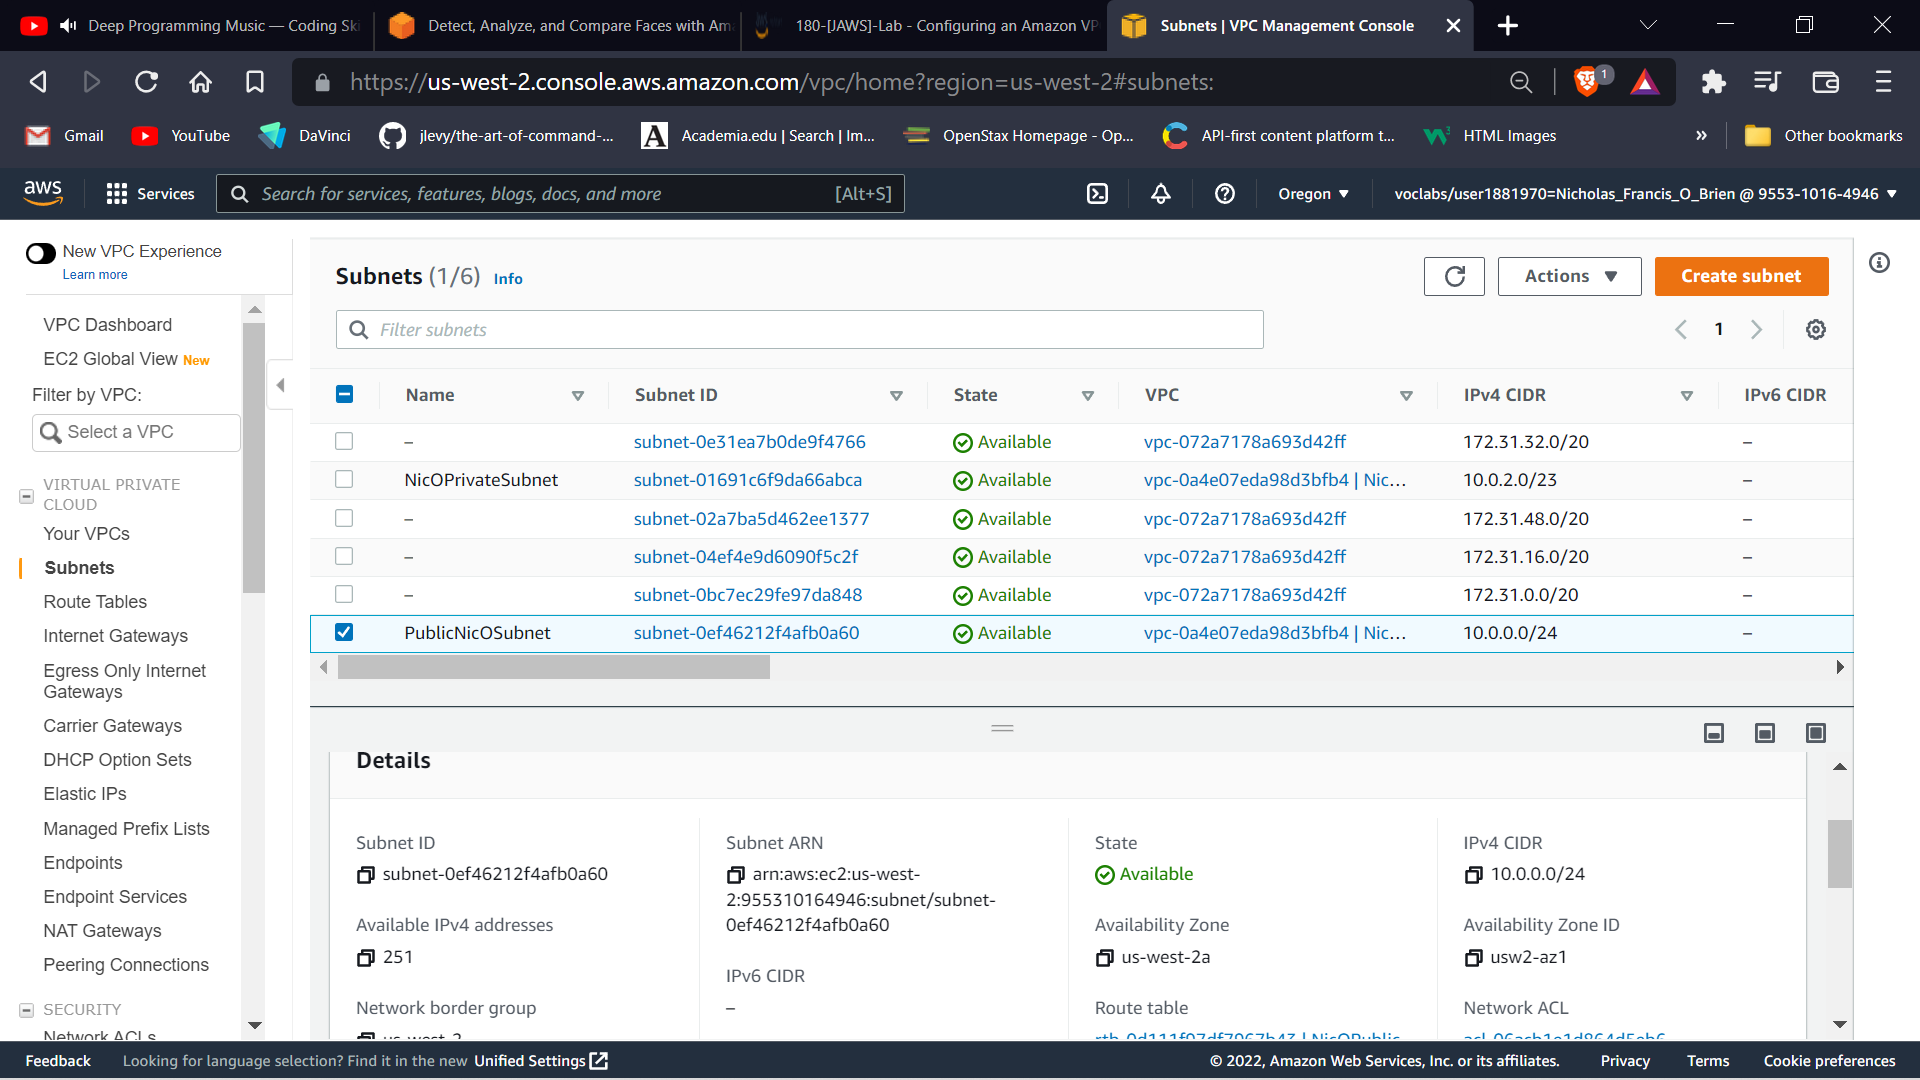 Deep Programming Music — Coding Ski
Detect, Analyze, and Compare Faces with Am
180-[JAWS]-Lab - Configuring an Amazon VP
Subnets | VPC Management Console
https://us-west-2.console.aws.amazon.com/vpc/home?region=us-west-2#subnets:
1
Gmail
YouTube
DaVinci
jlevy/the-art-of-command-...
Academia.edu | Search | Im...
OpenStax Homepage - Op...
API-first content platform t...
HTML Images
»
Other bookmarks
aws
Services
Search for services, features, blogs, docs, and more
[Alt+S]
Oregon
voclabs/user1881970=Nicholas_Francis_O_Brien @ 9553-1016-4946
New VPC Experience
Learn more
VPC Dashboard
EC2 Global View New
Filter by VPC:
Select a VPC
VIRTUAL PRIVATE
CLOUD
Your VPCs
Subnets
Route Tables
Internet Gateways
Egress Only Internet
Gateways
Carrier Gateways
DHCP Option Sets
Elastic IPs
Managed Prefix Lists
Endpoints
Endpoint Services
NAT Gateways
Peering Connections
SECURITY
Network ACLs
Subnets (1/6) Info
Actions
Create subnet
Filter subnets
1
Name Subnet ID State VPC IPv4 CIDR IPv6 CIDR
– subnet-0e31ea7b0de9f4766 Available vpc-072a7178a693d42ff 172.31.32.0/20 –
NicOPrivateSubnet subnet-01691c6f9da66abca Available vpc-0a4e07eda98d3bfb4 | Nic... 10.0.2.0/23 –
– subnet-02a7ba5d462ee1377 Available vpc-072a7178a693d42ff 172.31.48.0/20 –
– subnet-04ef4e9d6090f5c2f Available vpc-072a7178a693d42ff 172.31.16.0/20 –
– subnet-0bc7ec29fe97da848 Available vpc-072a7178a693d42ff 172.31.0.0/20 –
PublicNicOSubnet subnet-0ef46212f4afb0a60 Available vpc-0a4e07eda98d3bfb4 | Nic... 10.0.0.0/24 –
Details
Subnet ID
subnet-0ef46212f4afb0a60
Available IPv4 addresses
251
Network border group
us-west-2
Subnet ARN
arn:aws:ec2:us-west-
2:955310164946:subnet/subnet-
0ef46212f4afb0a60
IPv6 CIDR
–
State
Available
Availability Zone
us-west-2a
Route table
IPv4 CIDR
10.0.0.0/24
Availability Zone ID
usw2-az1
Network ACL
Feedback
Looking for language selection? Find it in the new Unified Settings
© 2022, Amazon Web Services, Inc. or its affiliates.
Privacy
Terms
Cookie preferences